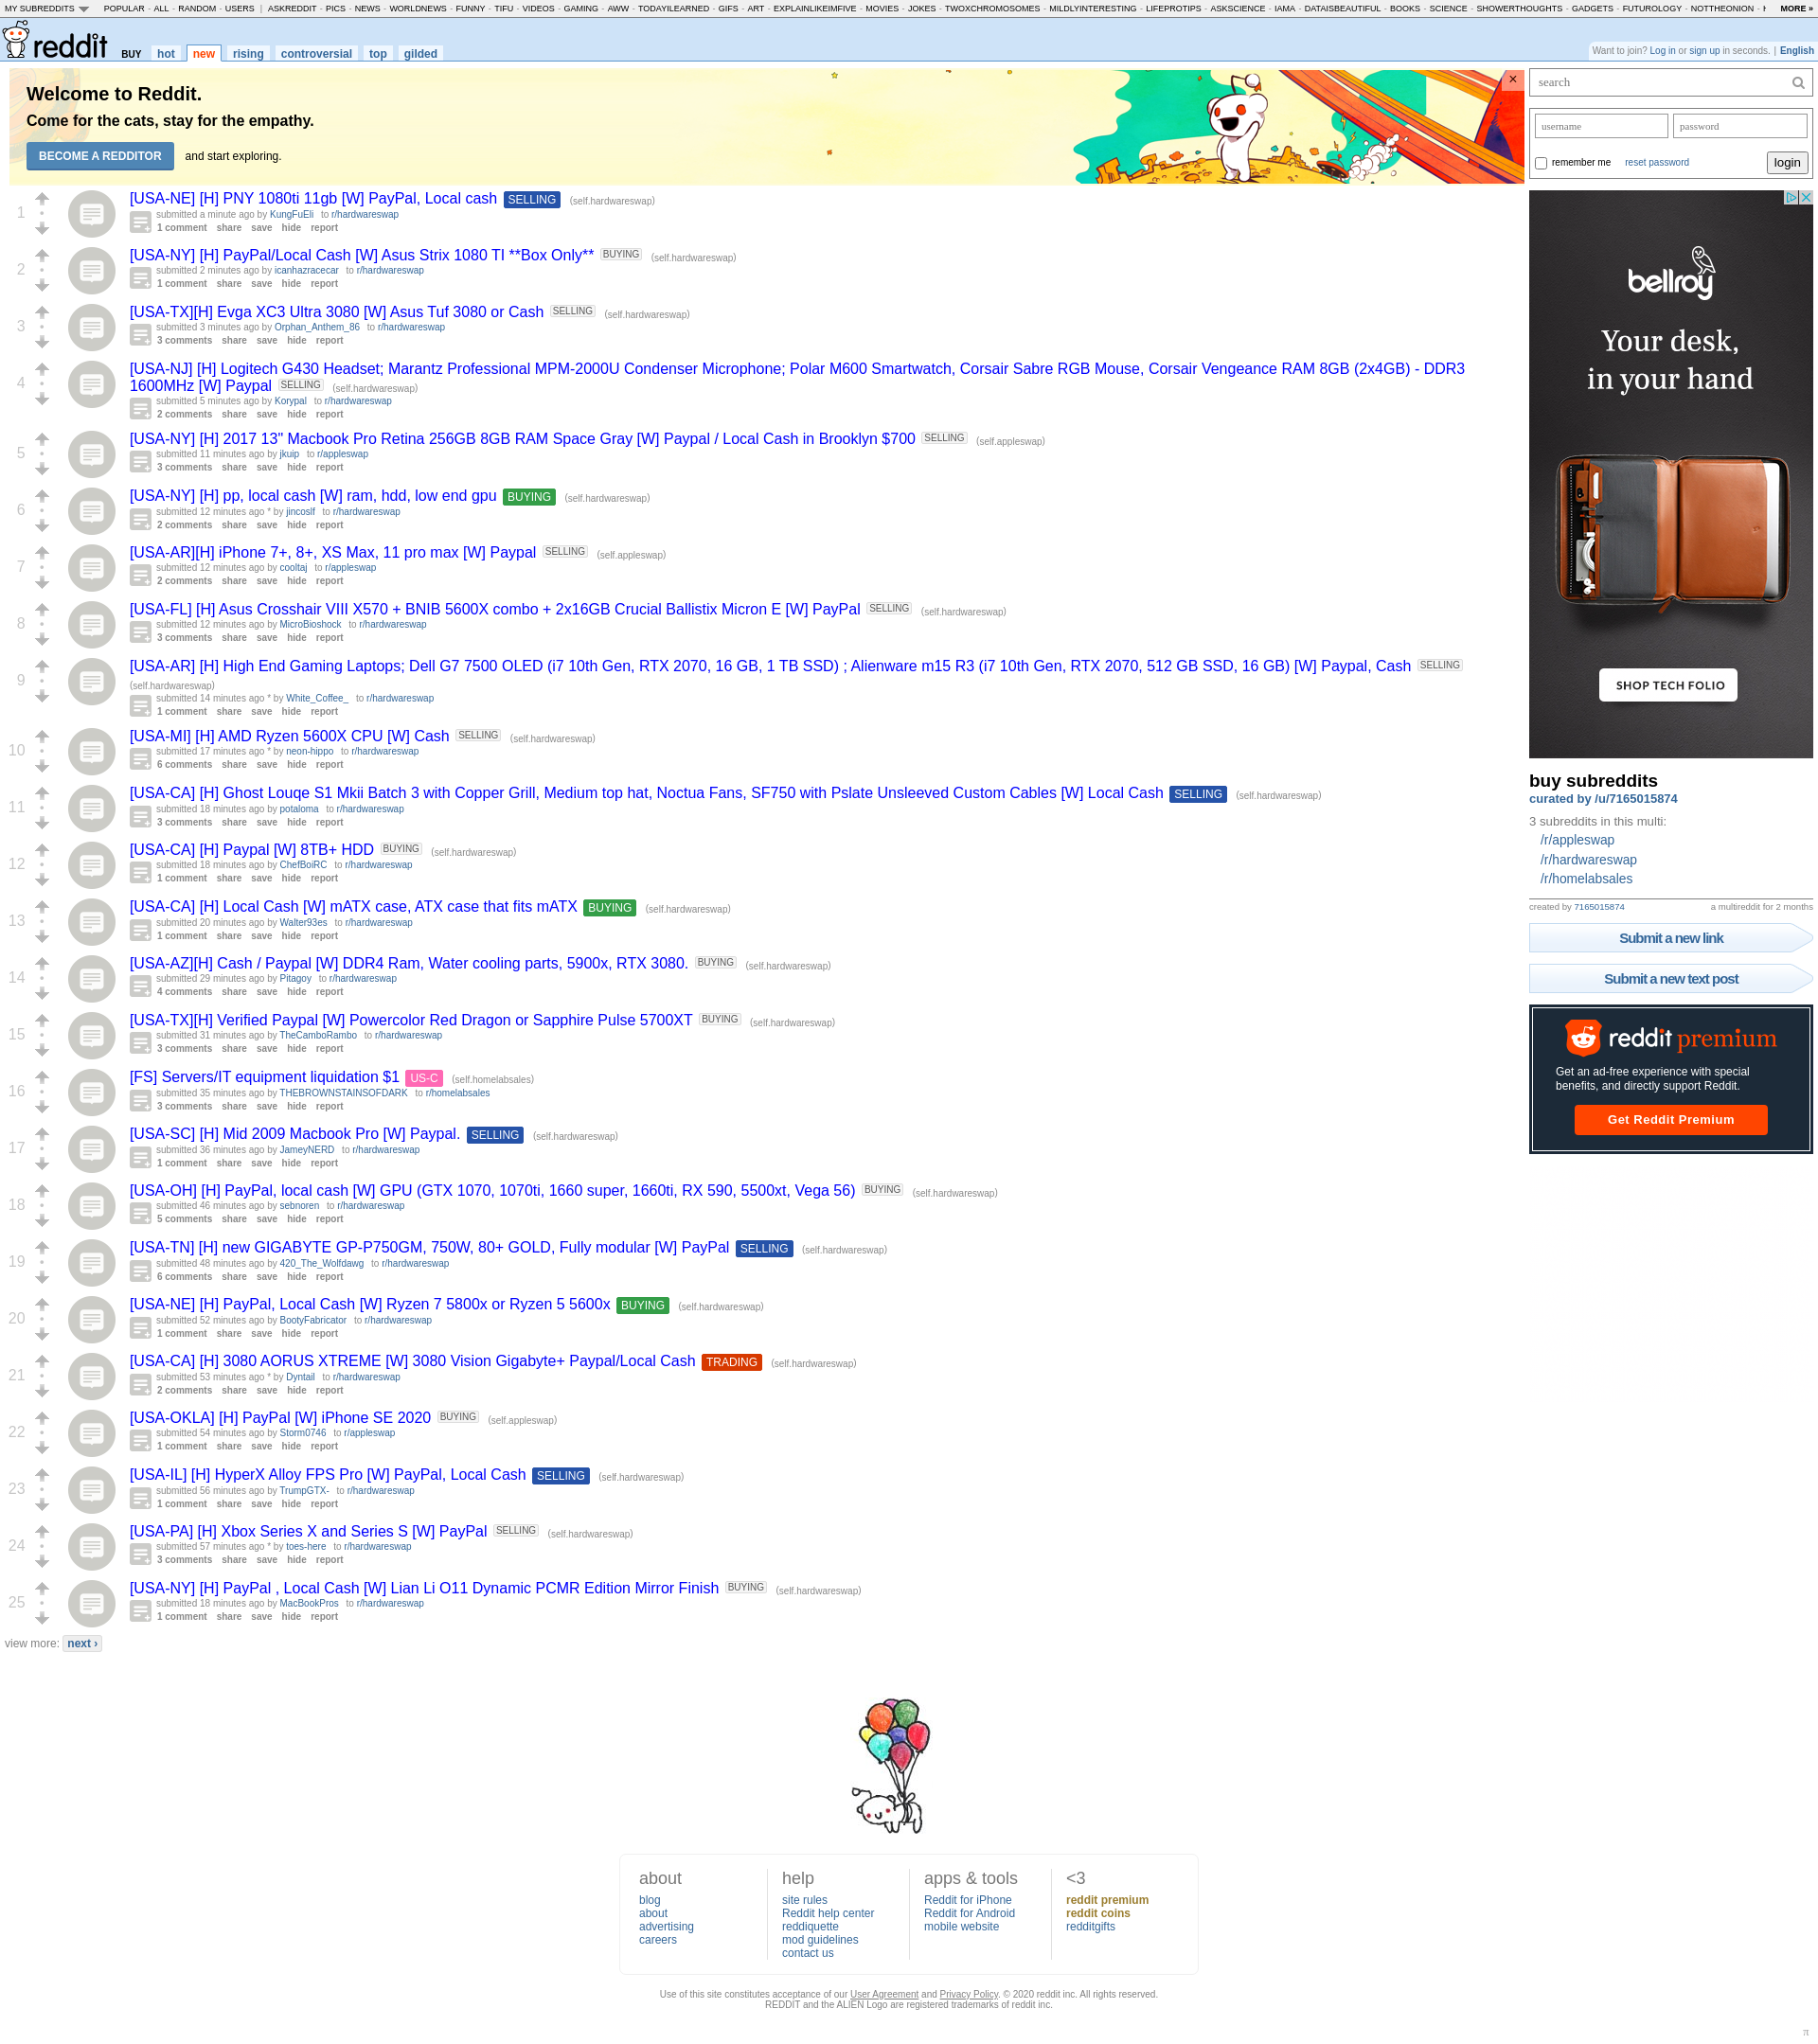 MY SUBREDDITS POPULAR - ALL - RANDOM - USERS | ASKREDDIT - PICS - NEWS - WORLDNEWS - FUNNY - TIFU - VIDEOS - GAMING - AWW - TODAYILEARNED - GIFS - ART - EXPLAINLIKEIMFIVE - MOVIES - JOKES - TWOXCHROMOSOMES - MILDLYINTERESTING - LIFEPROTIPS - ASKSCIENCE - IAMA - DATAISBEAUTIFUL - BOOKS - SCIENCE - SHOWERTHOUGHTS - GADGETS - FUTUROLOGY - NOTTHEONION - MORE »
reddit BUY hot new rising controversial top gilded
Want to join? Log in or sign up in seconds. | English
Welcome to Reddit.
Come for the cats, stay for the empathy.
BECOME A REDDITOR and start exploring.
1
[USA-NE] [H] PNY 1080ti 11gb [W] PayPal, Local cash SELLING (self.hardwareswap)
submitted a minute ago by KungFuEli to r/hardwareswap
1 comment share save hide report
2
[USA-NY] [H] PayPal/Local Cash [W] Asus Strix 1080 TI **Box Only** BUYING (self.hardwareswap)
submitted 2 minutes ago by icanhazracecar to r/hardwareswap
1 comment share save hide report
3
[USA-TX][H] Evga XC3 Ultra 3080 [W] Asus Tuf 3080 or Cash SELLING (self.hardwareswap)
submitted 3 minutes ago by Orphan_Anthem_86 to r/hardwareswap
3 comments share save hide report
4
[USA-NJ] [H] Logitech G430 Headset; Marantz Professional MPM-2000U Condenser Microphone; Polar M600 Smartwatch, Corsair Sabre RGB Mouse, Corsair Vengeance RAM 8GB (2x4GB) - DDR3
1600MHz [W] Paypal SELLING (self.hardwareswap)
submitted 5 minutes ago by Korypal to r/hardwareswap
2 comments share save hide report
5
[USA-NY] [H] 2017 13" Macbook Pro Retina 256GB 8GB RAM Space Gray [W] Paypal / Local Cash in Brooklyn $700 SELLING (self.appleswap)
submitted 11 minutes ago by jkuip to r/appleswap
3 comments share save hide report
6
[USA-NY] [H] pp, local cash [W] ram, hdd, low end gpu BUYING (self.hardwareswap)
submitted 12 minutes ago * by jincoslf to r/hardwareswap
2 comments share save hide report
7
[USA-AR][H] iPhone 7+, 8+, XS Max, 11 pro max [W] Paypal SELLING (self.appleswap)
submitted 12 minutes ago by cooltaj to r/appleswap
2 comments share save hide report
8
[USA-FL] [H] Asus Crosshair VIII X570 + BNIB 5600X combo + 2x16GB Crucial Ballistix Micron E [W] PayPal SELLING (self.hardwareswap)
submitted 12 minutes ago by MicroBioshock to r/hardwareswap
3 comments share save hide report
9
[USA-AR] [H] High End Gaming Laptops; Dell G7 7500 OLED (i7 10th Gen, RTX 2070, 16 GB, 1 TB SSD) ; Alienware m15 R3 (i7 10th Gen, RTX 2070, 512 GB SSD, 16 GB) [W] Paypal, Cash SELLING
(self.hardwareswap)
submitted 14 minutes ago * by White_Coffee_ to r/hardwareswap
1 comment share save hide report
10
[USA-MI] [H] AMD Ryzen 5600X CPU [W] Cash SELLING (self.hardwareswap)
submitted 17 minutes ago * by neon-hippo to r/hardwareswap
6 comments share save hide report
11
[USA-CA] [H] Ghost Louqe S1 Mkii Batch 3 with Copper Grill, Medium top hat, Noctua Fans, SF750 with Pslate Unsleeved Custom Cables [W] Local Cash SELLING (self.hardwareswap)
submitted 18 minutes ago by potaloma to r/hardwareswap
3 comments share save hide report
12
[USA-CA] [H] Paypal [W] 8TB+ HDD BUYING (self.hardwareswap)
submitted 18 minutes ago by ChefBoiRC to r/hardwareswap
1 comment share save hide report
13
[USA-CA] [H] Local Cash [W] mATX case, ATX case that fits mATX BUYING (self.hardwareswap)
submitted 20 minutes ago by Walter93es to r/hardwareswap
1 comment share save hide report
14
[USA-AZ][H] Cash / Paypal [W] DDR4 Ram, Water cooling parts, 5900x, RTX 3080. BUYING (self.hardwareswap)
submitted 29 minutes ago by Pitagoy to r/hardwareswap
4 comments share save hide report
15
[USA-TX][H] Verified Paypal [W] Powercolor Red Dragon or Sapphire Pulse 5700XT BUYING (self.hardwareswap)
submitted 31 minutes ago by TheCamboRambo to r/hardwareswap
3 comments share save hide report
16
[FS] Servers/IT equipment liquidation $1 US-C (self.homelabsales)
submitted 35 minutes ago by THEBROWNSTAINSOFDARK to r/homelabsales
3 comments share save hide report
17
[USA-SC] [H] Mid 2009 Macbook Pro [W] Paypal. SELLING (self.hardwareswap)
submitted 36 minutes ago by JameyNERD to r/hardwareswap
1 comment share save hide report
18
[USA-OH] [H] PayPal, local cash [W] GPU (GTX 1070, 1070ti, 1660 super, 1660ti, RX 590, 5500xt, Vega 56) BUYING (self.hardwareswap)
submitted 46 minutes ago by sebnoren to r/hardwareswap
5 comments share save hide report
19
[USA-TN] [H] new GIGABYTE GP-P750GM, 750W, 80+ GOLD, Fully modular [W] PayPal SELLING (self.hardwareswap)
submitted 48 minutes ago by 420_The_Wolfdawg to r/hardwareswap
6 comments share save hide report
20
[USA-NE] [H] PayPal, Local Cash [W] Ryzen 7 5800x or Ryzen 5 5600x BUYING (self.hardwareswap)
submitted 52 minutes ago by BootyFabricator to r/hardwareswap
1 comment share save hide report
21
[USA-CA] [H] 3080 AORUS XTREME [W] 3080 Vision Gigabyte+ Paypal/Local Cash TRADING (self.hardwareswap)
submitted 53 minutes ago * by Dyntail to r/hardwareswap
2 comments share save hide report
22
[USA-OKLA] [H] PayPal [W] iPhone SE 2020 BUYING (self.appleswap)
submitted 54 minutes ago by Storm0746 to r/appleswap
1 comment share save hide report
23
[USA-IL] [H] HyperX Alloy FPS Pro [W] PayPal, Local Cash SELLING (self.hardwareswap)
submitted 56 minutes ago by TrumpGTX- to r/hardwareswap
1 comment share save hide report
24
[USA-PA] [H] Xbox Series X and Series S [W] PayPal SELLING (self.hardwareswap)
submitted 57 minutes ago * by toes-here to r/hardwareswap
3 comments share save hide report
25
[USA-NY] [H] PayPal , Local Cash [W] Lian Li O11 Dynamic PCMR Edition Mirror Finish BUYING (self.hardwareswap)
submitted 18 minutes ago by MacBookPros to r/hardwareswap
1 comment share save hide report
view more: next ›
search
username password
remember me reset password login
bellroy
Your desk,
in your hand
SHOP TECH FOLIO
buy subreddits
curated by /u/7165015874
3 subreddits in this multi:
/r/appleswap
/r/hardwareswap
/r/homelabsales
created by 7165015874 a multireddit for 2 months
Submit a new link
Submit a new text post
reddit premium
Get an ad-free experience with special
benefits, and directly support Reddit.
Get Reddit Premium
about
blog
about
advertising
careers
help
site rules
Reddit help center
reddiquette
mod guidelines
contact us
apps & tools
Reddit for iPhone
Reddit for Android
mobile website
<3
reddit premium
reddit coins
redditgifts
Use of this site constitutes acceptance of our User Agreement and Privacy Policy. © 2020 reddit inc. All rights reserved.
REDDIT and the ALIEN Logo are registered trademarks of reddit inc.
π